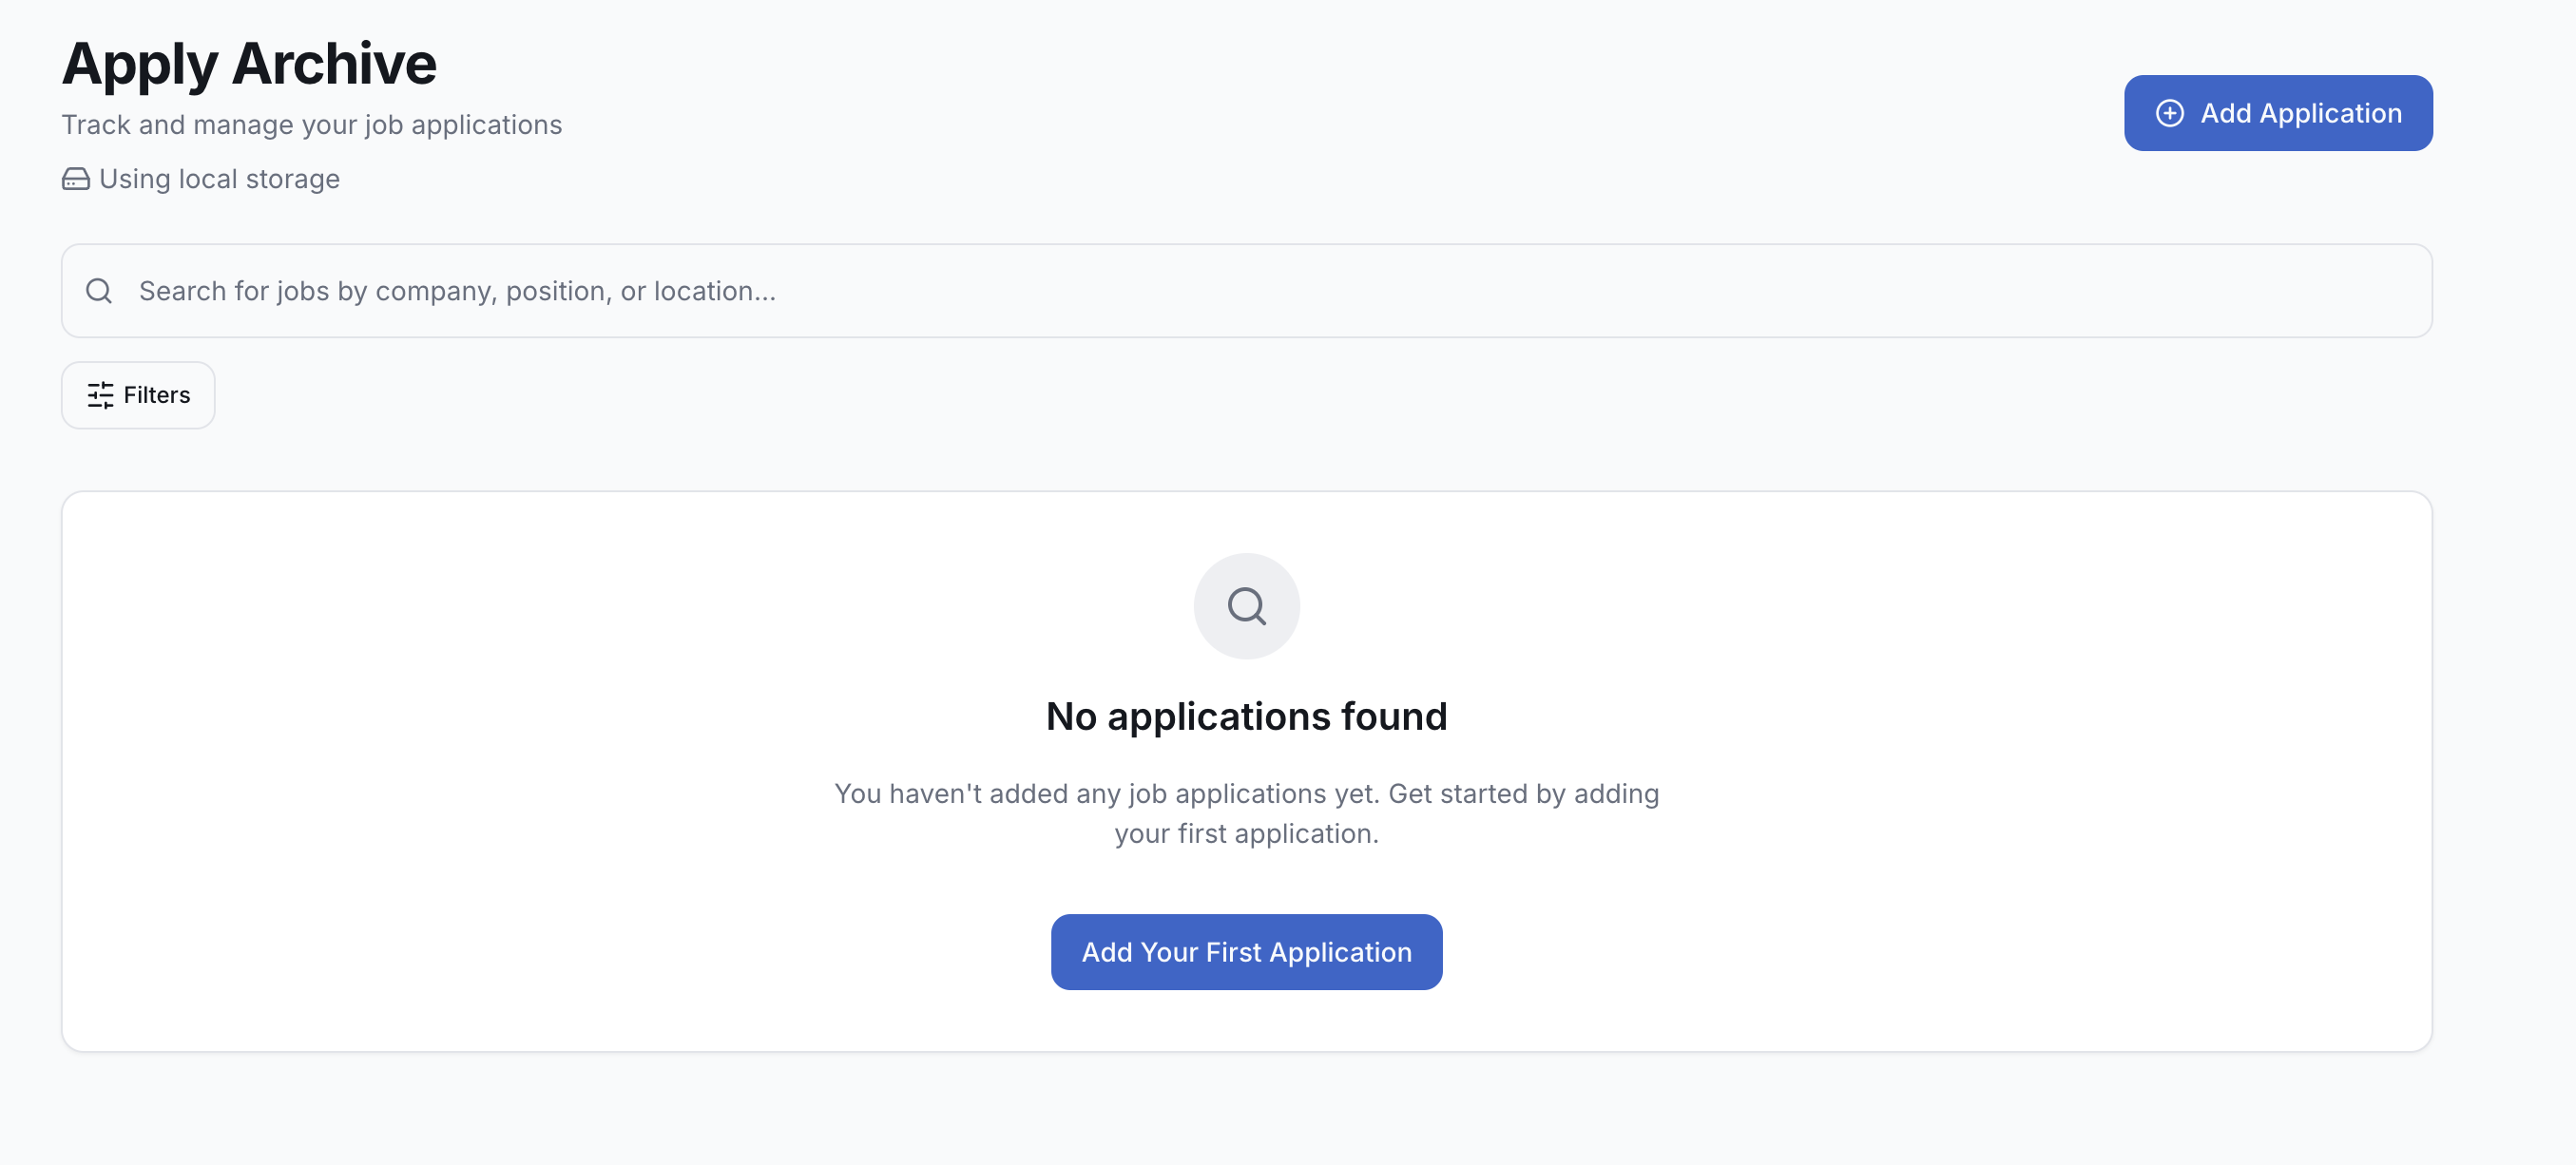 Apply Archive
Track and manage your job applications
Using local storage
Add Application
Search for jobs by company, position, or location...
Filters
No applications found
You haven't added any job applications yet. Get started by adding
your first application.
Add Your First Application